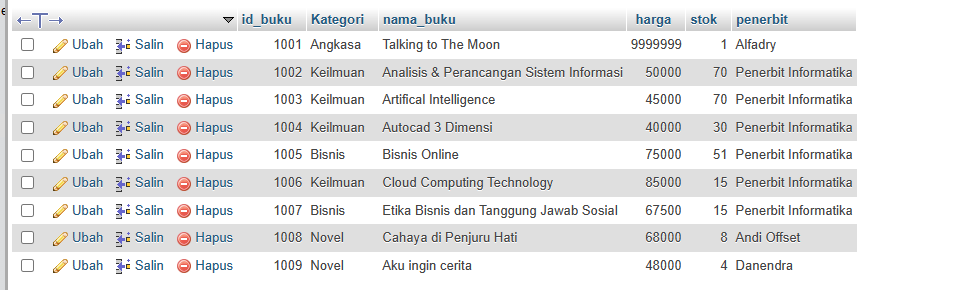 id_buku Kategori nama_buku harga stok penerbit
Ubah Salin Hapus 1001 Angkasa Talking to The Moon 9999999 1 Alfadry
Ubah Salin Hapus 1002 Keilmuan Analisis & Perancangan Sistem Informasi 50000 70 Penerbit Informatika
Ubah Salin Hapus 1003 Keilmuan Artifical Intelligence 45000 70 Penerbit Informatika
Ubah Salin Hapus 1004 Keilmuan Autocad 3 Dimensi 40000 30 Penerbit Informatika
Ubah Salin Hapus 1005 Bisnis Bisnis Online 75000 51 Penerbit Informatika
Ubah Salin Hapus 1006 Keilmuan Cloud Computing Technology 85000 15 Penerbit Informatika
Ubah Salin Hapus 1007 Bisnis Etika Bisnis dan Tanggung Jawab Sosial 67500 15 Penerbit Informatika
Ubah Salin Hapus 1008 Novel Cahaya di Penjuru Hati 68000 8 Andi Offset
Ubah Salin Hapus 1009 Novel Aku ingin cerita 48000 4 Danendra